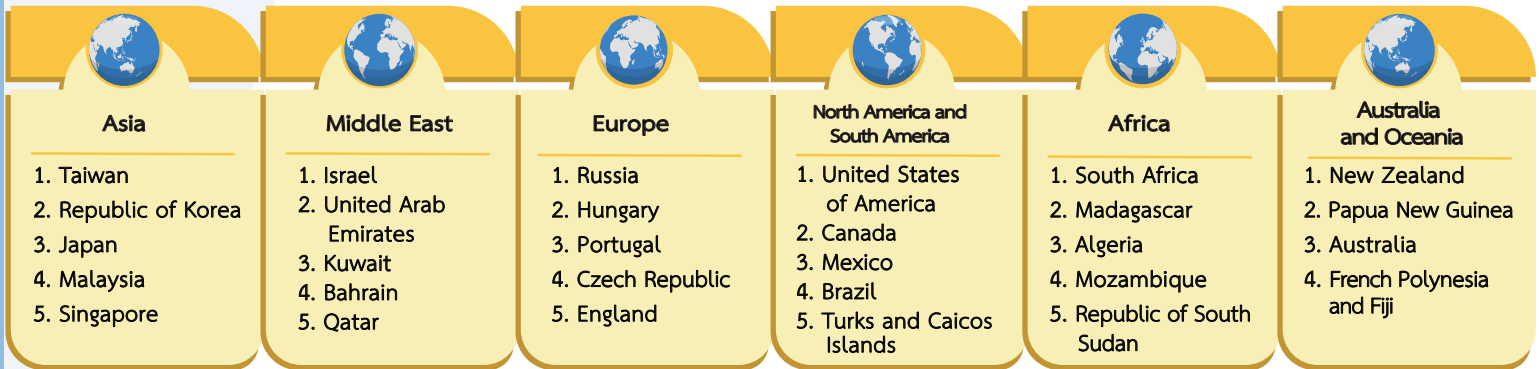 Asia
1. Taiwan
2. Republic of Korea
3. Japan
4. Malaysia
5. Singapore
Middle East
1. Israel
2. United Arab
Emirates
3. Kuwait
4. Bahrain
5. Qatar
Europe
1. Russia
2. Hungary
3. Portugal
4. Czech Republic
5. England
North America and
South America
1. United States
of America
2. Canada
3. Mexico
4. Brazil
5. Turks and Caicos
Islands
Africa
1. South Africa
2. Madagascar
3. Algeria
4. Mozambique
5. Republic of South
Sudan
Australia
and Oceania
1. New Zealand
2. Papua New Guinea
3. Australia
4. French Polynesia
and Fiji